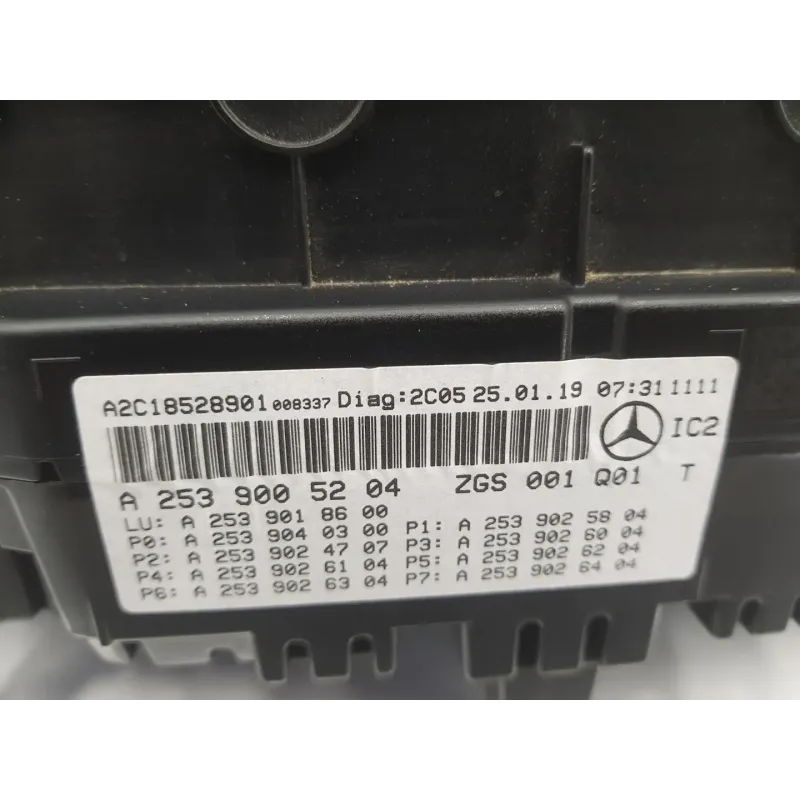 A2C18528901 008337 Diag:2C05 25.01.19 07:31 1111
IC2
A 253 900 52 04 ZGS 001 Q01 T
LU: A 253 901 86 00
P0: A 253 904 03 00 P1: A 253 902 58 04
P2: A 253 902 47 07 P3: A 253 902 60 04
P4: A 253 902 61 04 P5: A 253 902 62 04
P6: A 253 902 63 04 P7: A 253 902 64 04